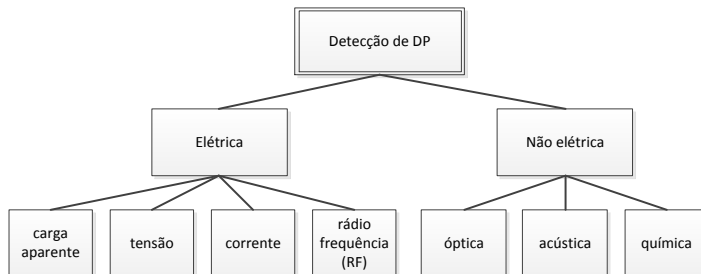 Detecção de DP
Elétrica
Não elétrica
carga
aparente
tensão
corrente
rádio
frequência
(RF)
óptica
acústica
química